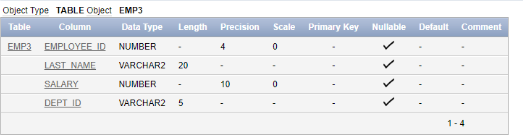 Object Type TABLE Object EMP3
Table Column Data Type Length Precision Scale Primary Key Nullable Default Comment
EMP3 EMPLOYEE_ID NUMBER - 4 0 - ✓ - -
LAST_NAME VARCHAR2 20 - - - ✓ - -
SALARY NUMBER - 10 0 - ✓ - -
DEPT_ID VARCHAR2 5 - - - ✓ - -
1 - 4